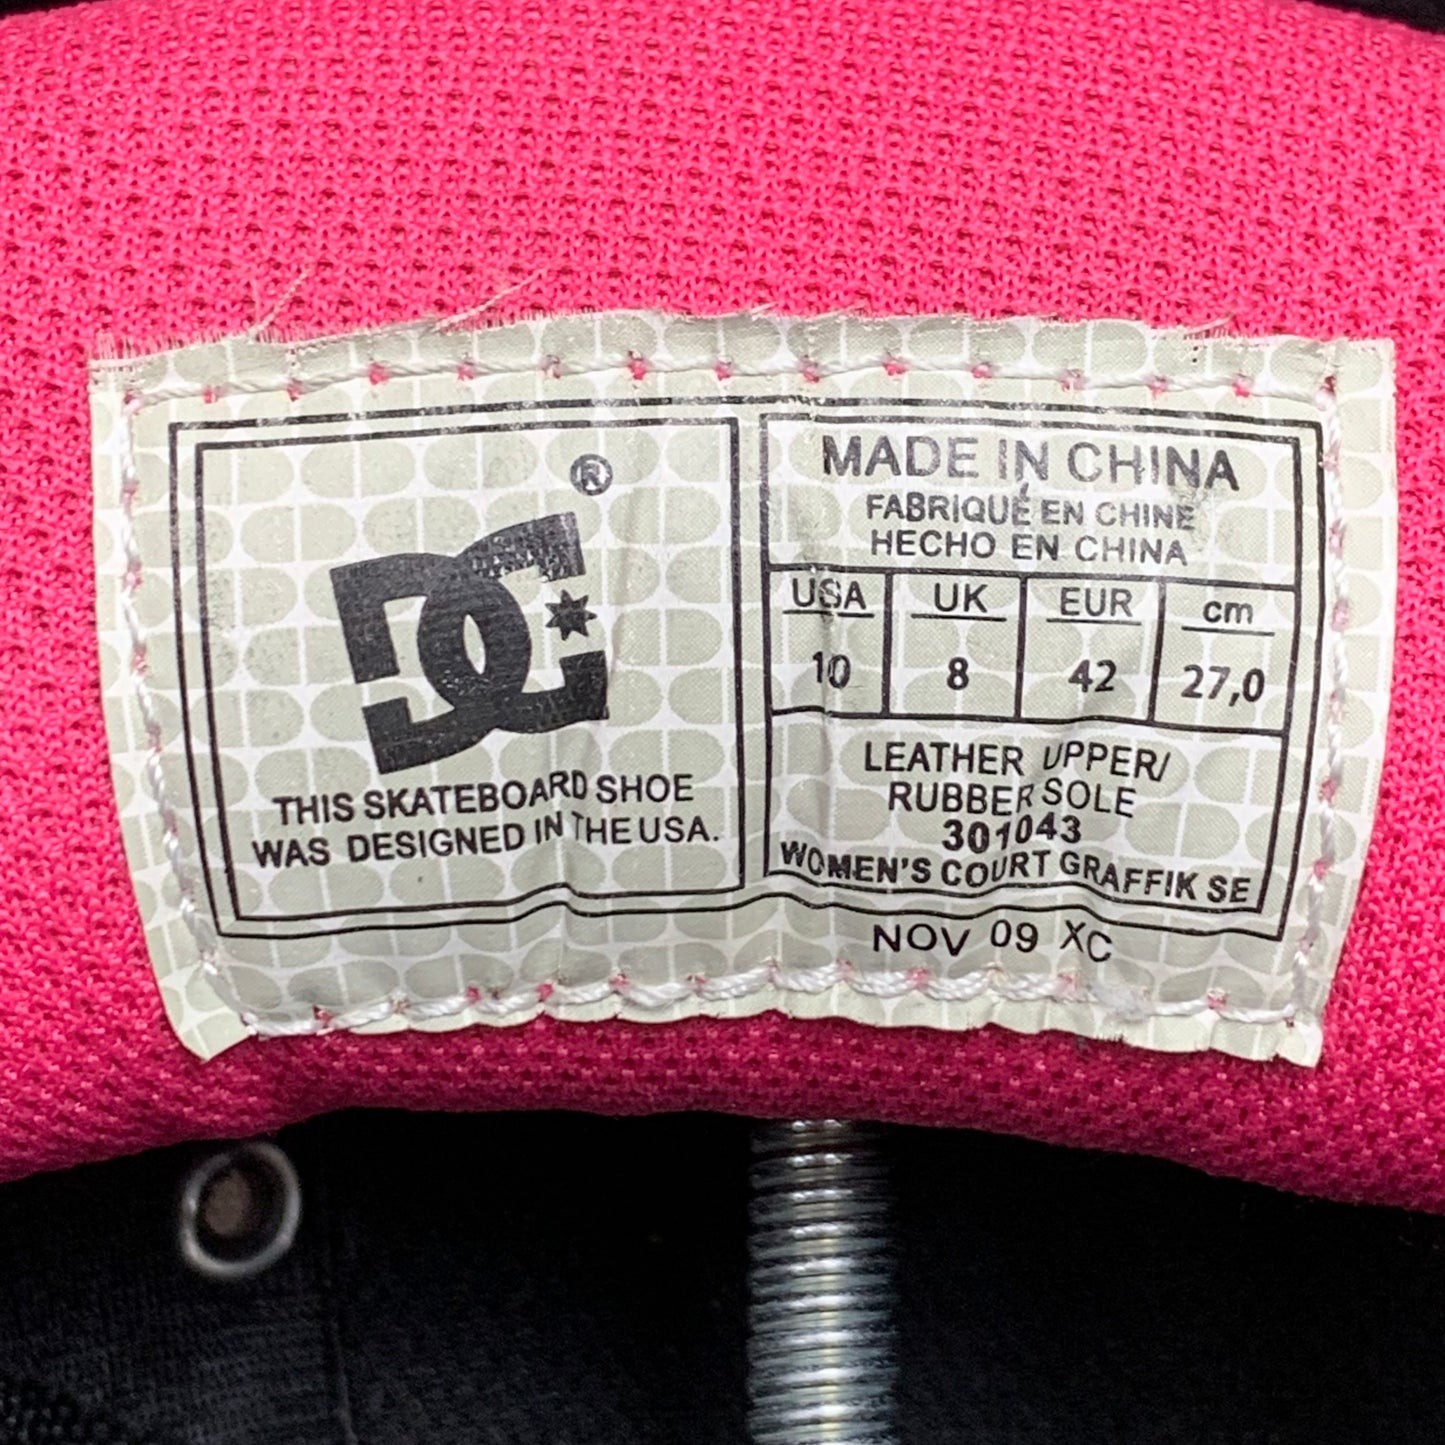 ®
DC
THIS SKATEBOARD SHOE
WAS DESIGNED IN THE USA.
MADE IN CHINA
FABRIQUÉ EN CHINE
HECHO EN CHINA
USA UK EUR cm
10 8 42 27,0
LEATHER UPPER/
RUBBER SOLE
301043
WOMEN'S COURT GRAFFIK SE
NOV 09 XC